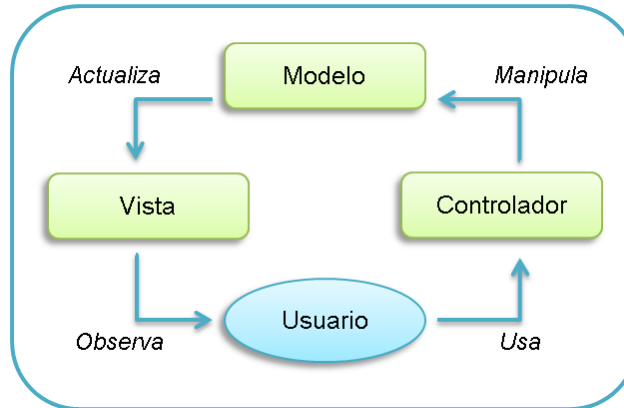 Actualiza
Modelo
Manipula
Vista
Controlador
Observa
Usuario
Usa